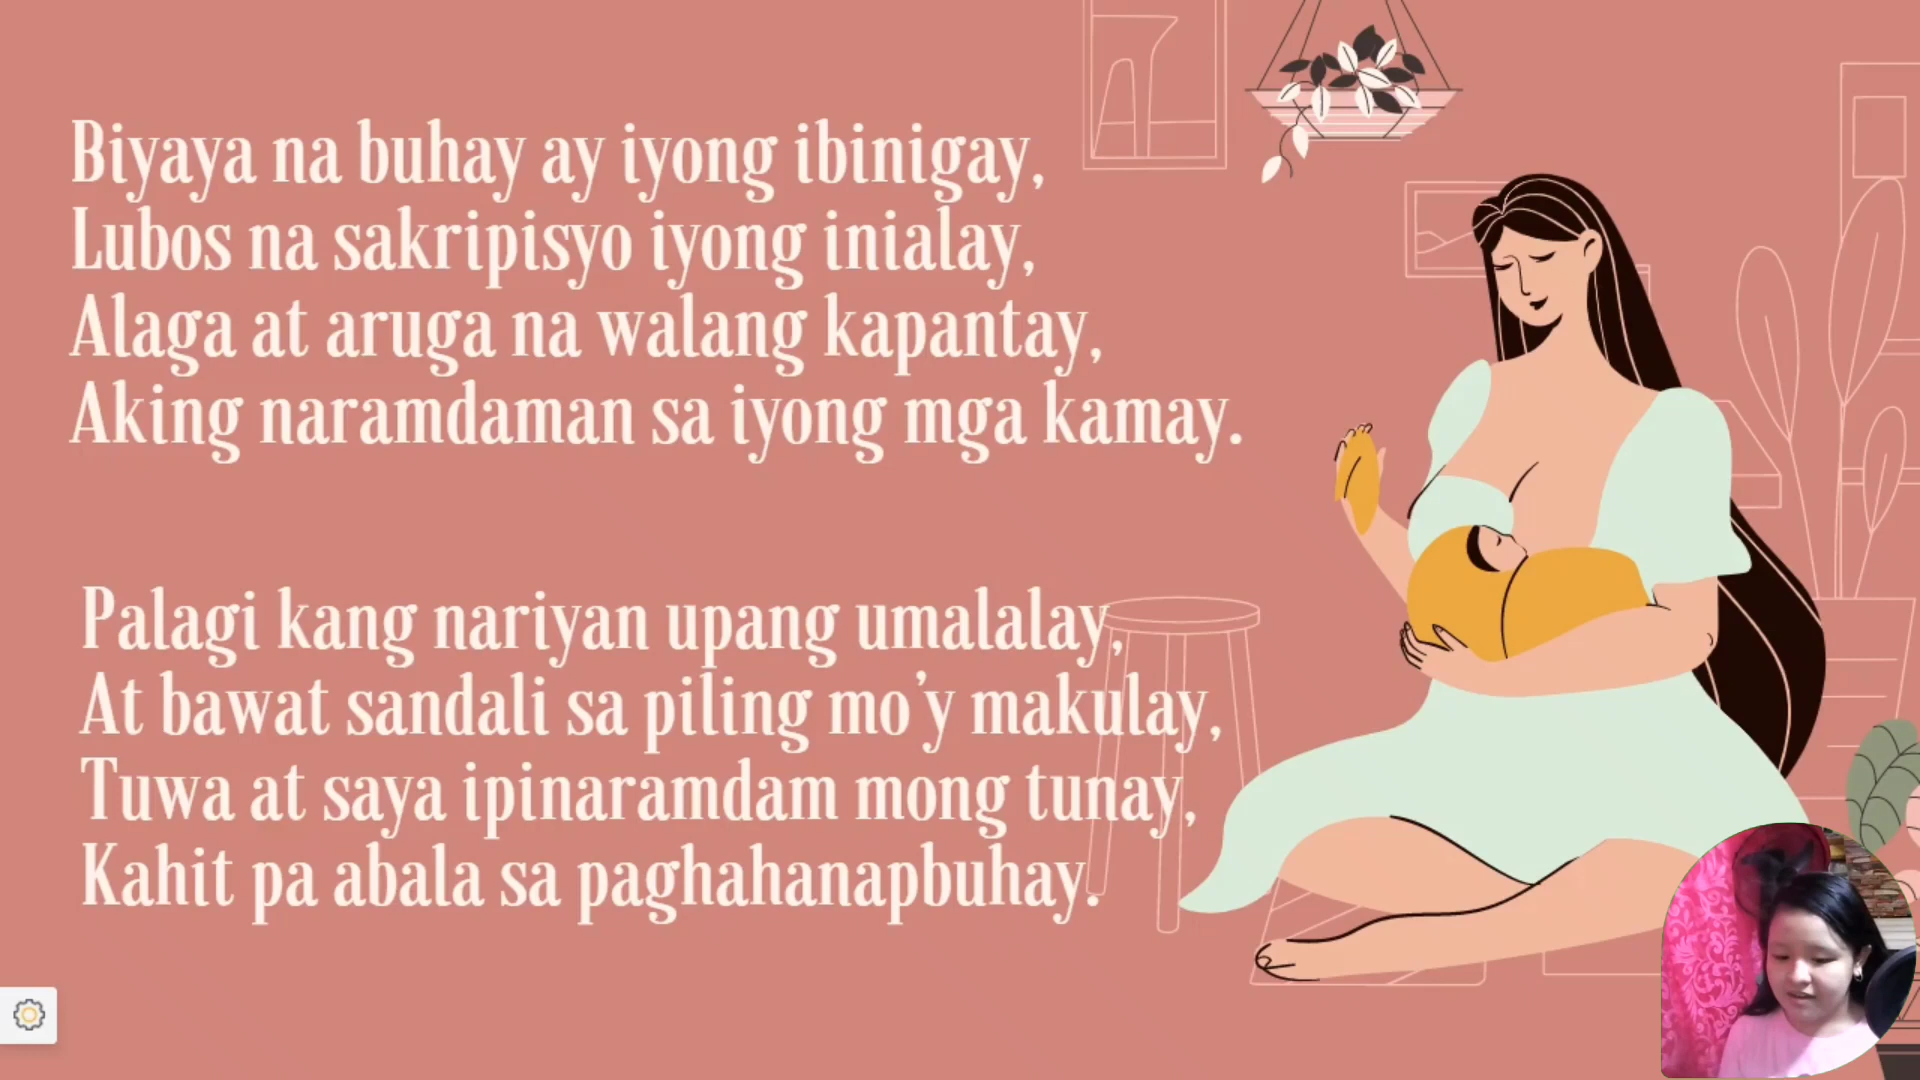 Biyaya na buhay ay iyong ibinigay,
Lubos na sakripisyo iyong inialay,
Alaga at aruga na walang kapantay,
Aking naramdaman sa iyong mga kamay.
Palagi kang nariyan upang umalalay,
At bawat sandali sa piling mo’y makulay,
Tuwa at saya ipinaramdam mong tunay,
Kahit pa abala sa paghahanapbuhay.